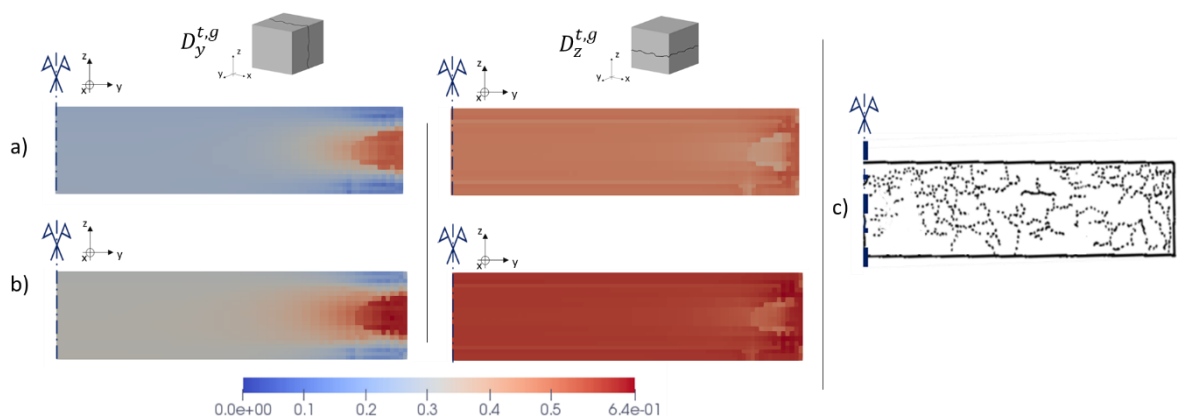 D_y^{t,g}
z
y x
D_z^{t,g}
z
y x
z
x y
z
x y
a)
c)
z
x y
z
x y
b)
0.0e+00 0.1 0.2 0.3 0.4 0.5 6.4e-01